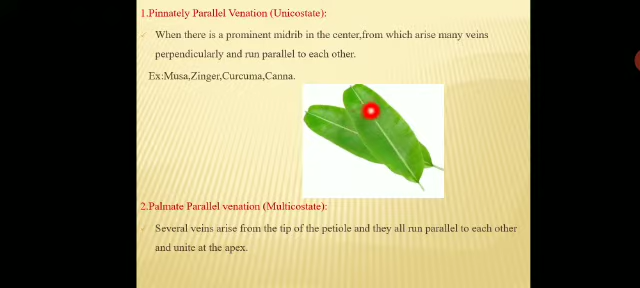 1.Pinnately Parallel Venation (Unicostate):
When there is a prominent midrib in the center,from which arise many veins
perpendicularly and run parallel to each other.
Ex:Musa,Zinger,Curcuma,Canna.
2.Palmate Parallel venation (Multicostate):
Several veins arise from the tip of the petiole and they all run parallel to each other
and unite at the apex.